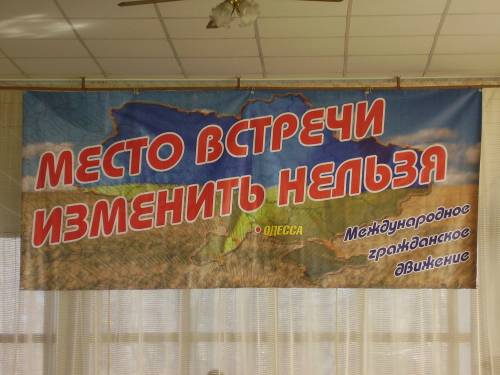 МЕСТО ВСТРЕЧИ
ИЗМЕНИТЬ НЕЛЬЗЯ
ОДЕССА
Международное
гражданское
движение